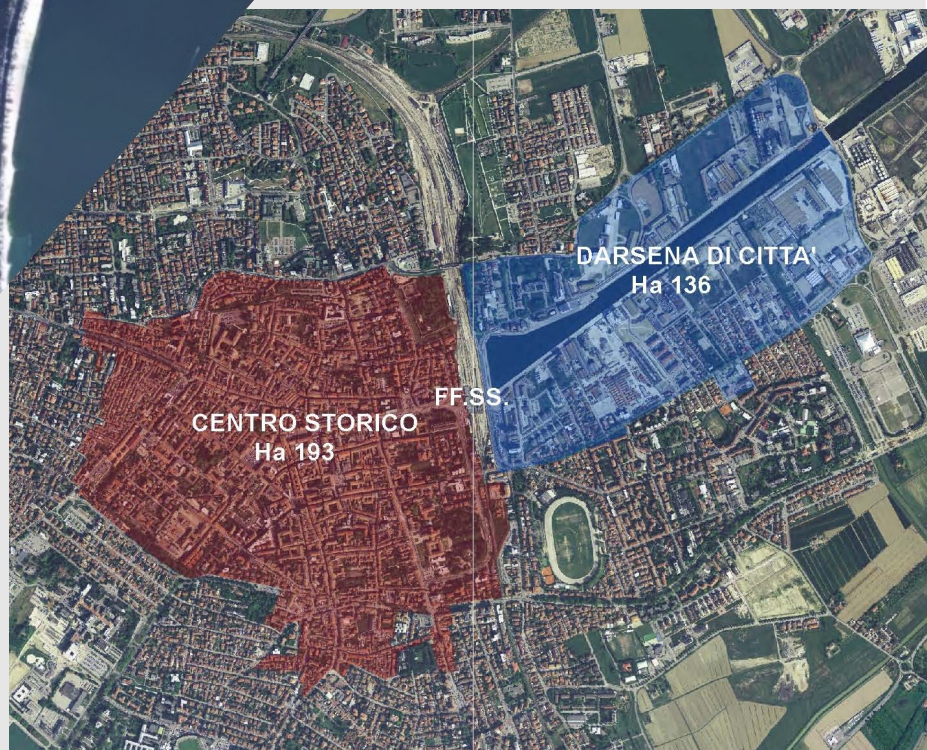 DARSENA DI CITTA'
Ha 136
FF.SS.
CENTRO STORICO
Ha 193